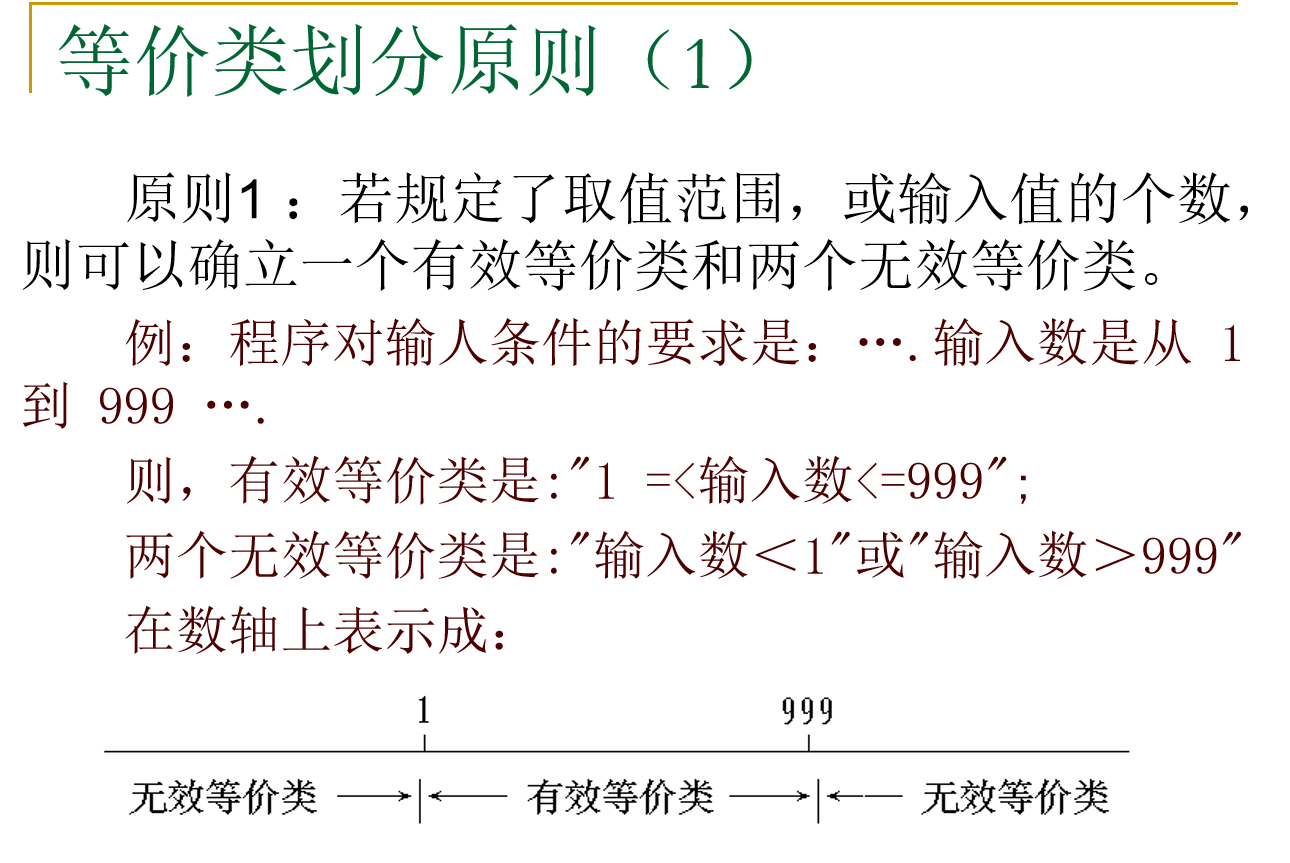 等价类划分原则（1）
原则1：若规定了取值范围，或输入值的个数，
则可以确立一个有效等价类和两个无效等价类。
例：程序对输人条件的要求是：….输入数是从 1
到 999 ….
则，有效等价类是:"1 =<输入数<=999";
两个无效等价类是:"输入数＜1"或"输入数＞999"
在数轴上表示成：
1 999
无效等价类 有效等价类 无效等价类